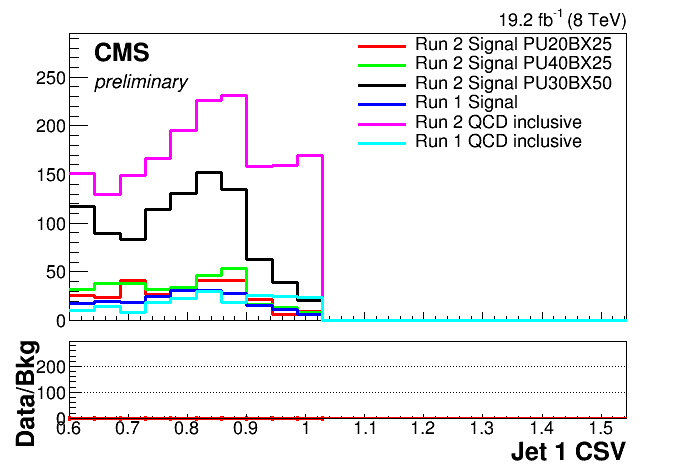 19.2 fb⁻¹ (8 TeV)
CMS
preliminary
Run 2 Signal PU20BX25
Run 2 Signal PU40BX25
Run 2 Signal PU30BX50
Run 1 Signal
Run 2 QCD inclusive
Run 1 QCD inclusive
250
200
150
100
50
0
Data/Bkg
200
100
0
0.6 0.7 0.8 0.9 1 1.1 1.2 1.3 1.4 1.5
Jet 1 CSV